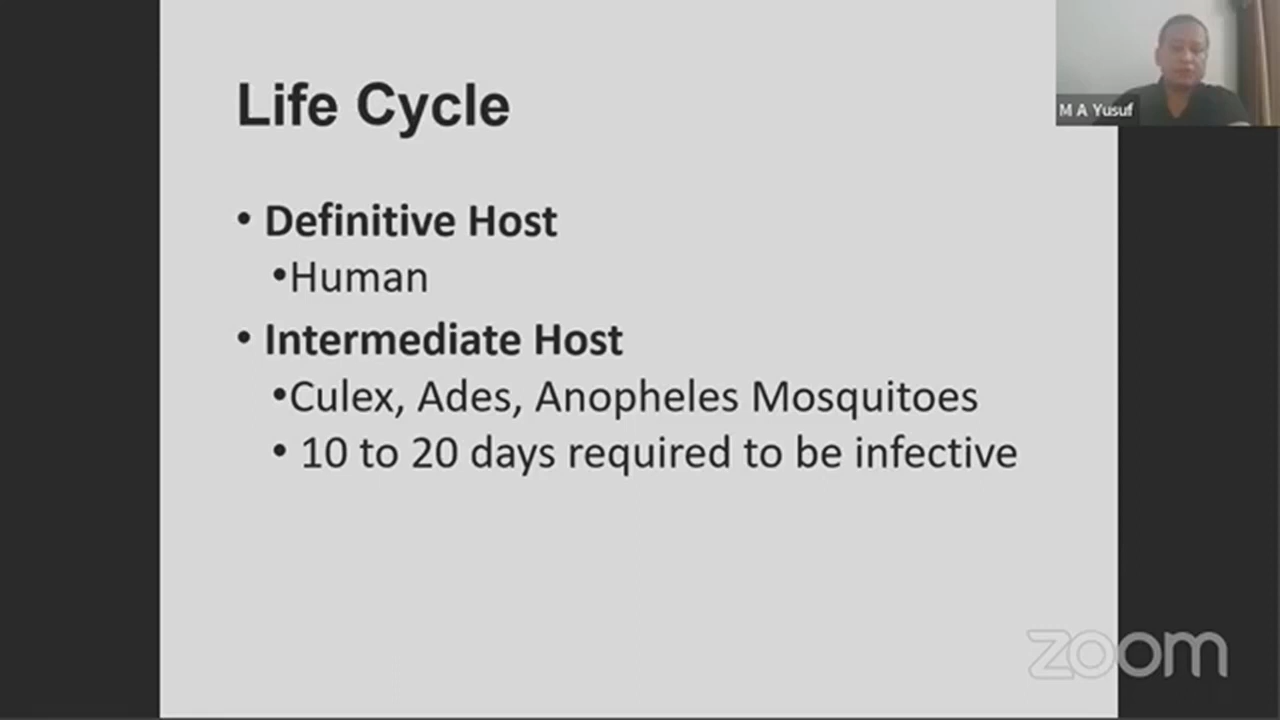 Life Cycle
M A Yusuf
• Definitive Host
•Human
• Intermediate Host
•Culex, Ades, Anopheles Mosquitoes
• 10 to 20 days required to be infective
zoom